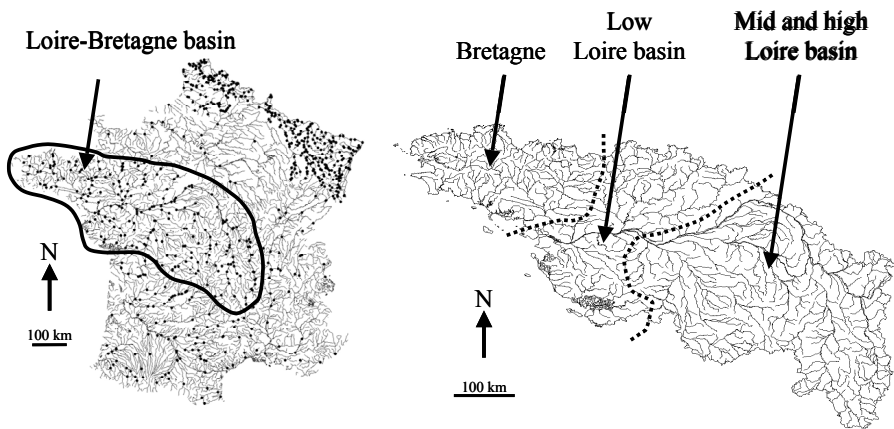 Loire-Bretagne basin
N
100 km
Bretagne
Low
Loire basin
Mid and high
Loire basin
N
100 km